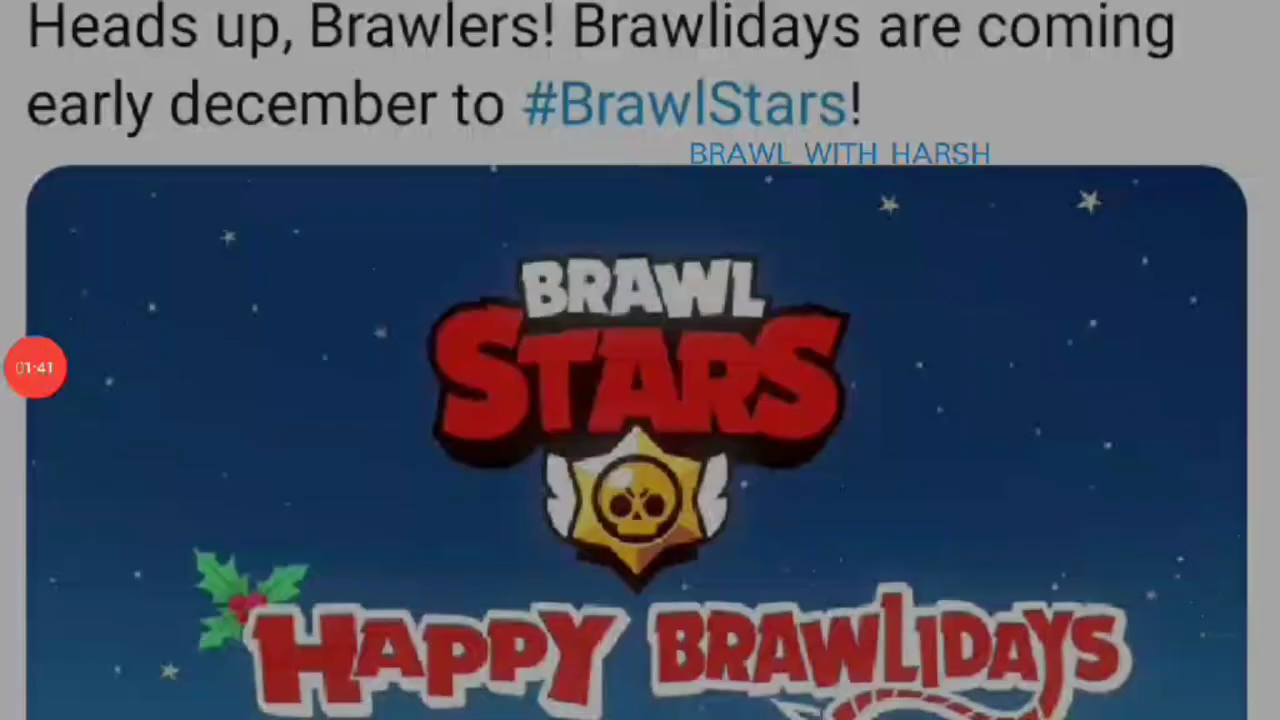 Heads up, Brawlers! Brawlidays are coming
early december to #BrawlStars!
BRAWL WITH HARSH
BRAWL
STARS
01:41
HAPPY BRAWLIDAYS